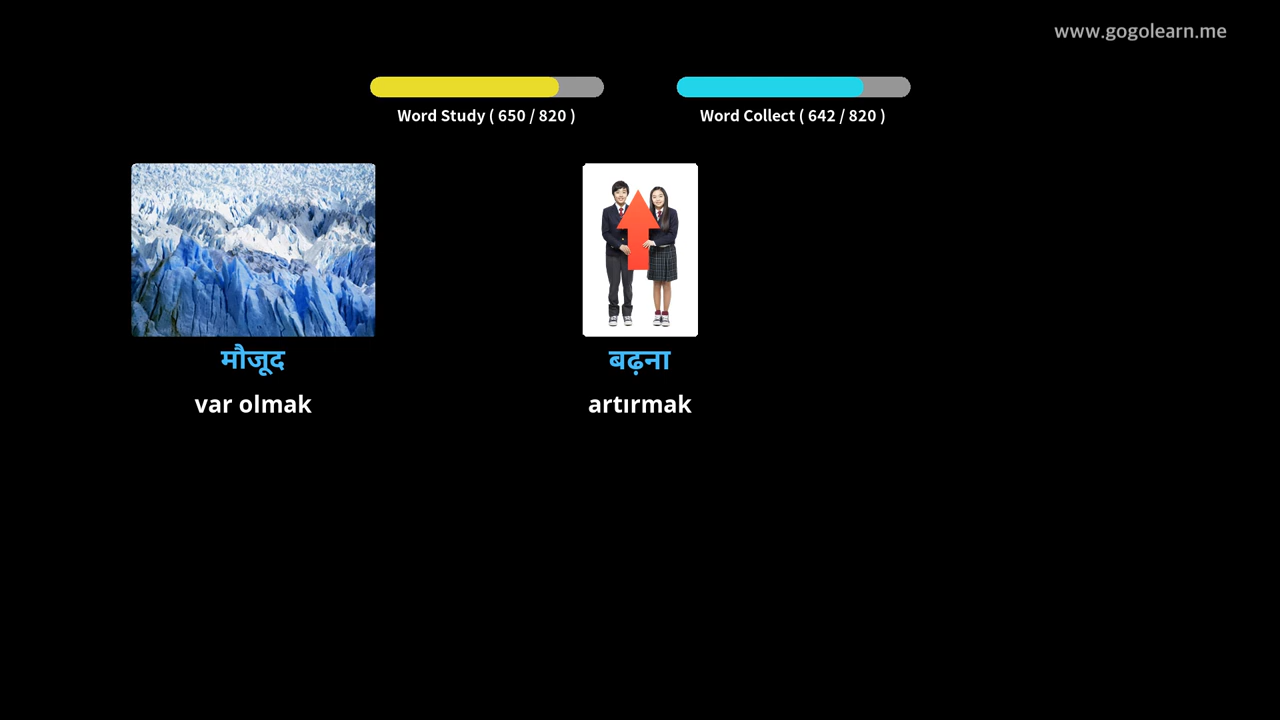 www.gogolearn.me
Word Study ( 650 / 820 )
Word Collect ( 642 / 820 )
मौजूद
var olmak
बढ़ना
artırmak